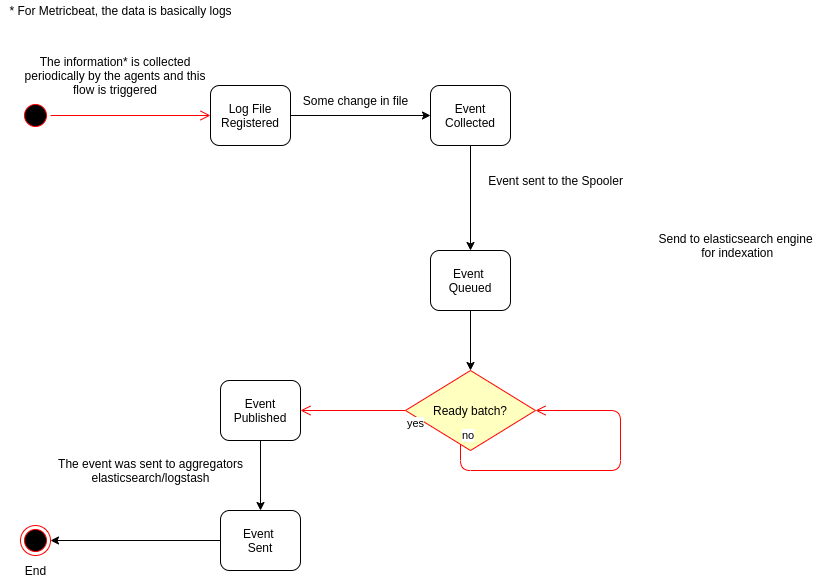 * For Metricbeat, the data is basically logs
The information* is collected
periodically by the agents and this
flow is triggered
Log File
Registered
Some change in file
Event
Collected
Event sent to the Spooler
Send to elasticsearch engine
for indexation
Event
Queued
Ready batch?
yes
no
Event
Published
The event was sent to aggregators
elasticsearch/logstash
Event
Sent
End